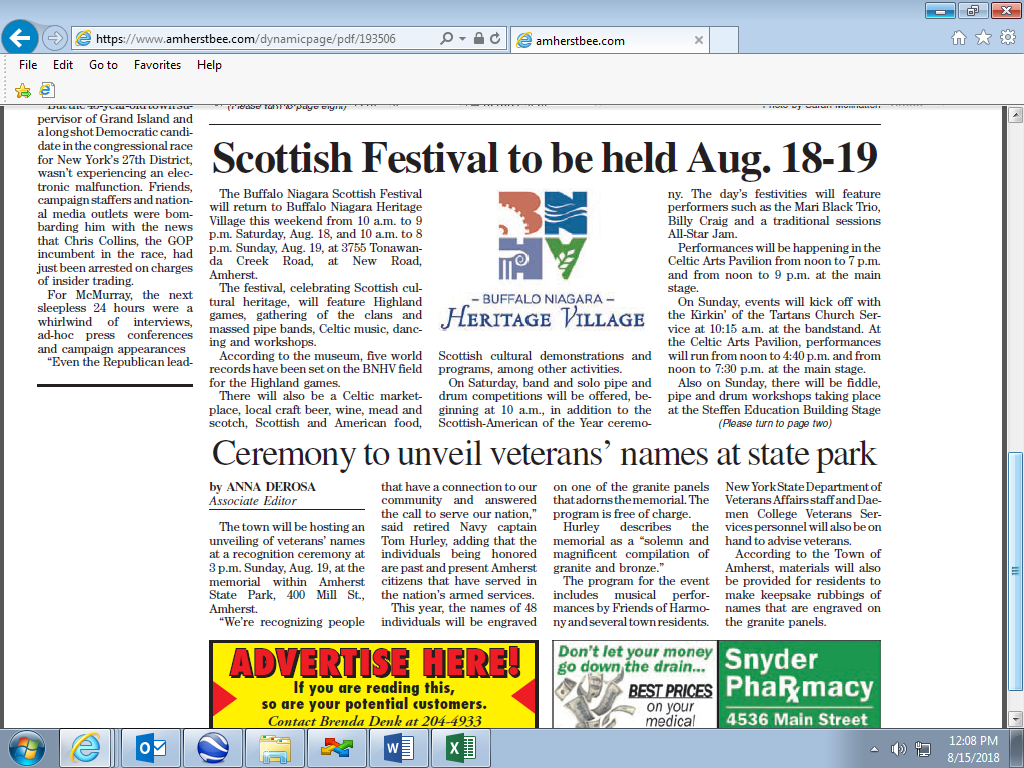 https://www.amherstbee.com/dynamicpage/pdf/193506
amherstbee.com
File Edit Go to Favorites Help
pervisor of Grand Island and
a long shot Democratic candi-
date in the congressional race
for New York's 27th District,
wasn't experiencing an elec-
tronic malfunction. Friends,
campaign staffers and nation-
al media outlets were bom-
barding him with the news
that Chris Collins, the GOP
incumbent in the race, had
just been arrested on charges
of insider trading.
For McMurray, the next
sleepless 24 hours were a
whirlwind of interviews,
ad-hoc press conferences
and campaign appearances
“Even the Republican lead-
(Please turn to page eight)
Scottish Festival to be held Aug. 18-19
The Buffalo Niagara Scottish Festival
will return to Buffalo Niagara Heritage
Village this weekend from 10 a.m. to 9
p.m. Saturday, Aug. 18, and 10 a.m. to 8
p.m. Sunday, Aug. 19, at 3755 Tonawan-
da Creek Road, at New Road,
Amherst.
The festival, celebrating Scottish cul-
tural heritage, will feature Highland
games, gathering of the clans and
massed pipe bands, Celtic music, danc-
ing and workshops.
According to the museum, five world
records have been set on the BNHV field
for the Highland games.
There will also be a Celtic market-
place, local craft beer, wine, mead and
scotch, Scottish and American food,
BNHV
– BUFFALO NIAGARA –
HERITAGE VILLAGE
Scottish cultural demonstrations and
programs, among other activities.
On Saturday, band and solo pipe and
drum competitions will be offered, be-
ginning at 10 a.m., in addition to the
Scottish-American of the Year ceremo-
ny. The day's festivities will feature
performers such as the Mari Black Trio,
Billy Craig and a traditional sessions
All-Star Jam.
Performances will be happening in the
Celtic Arts Pavilion from noon to 7 p.m.
and from noon to 9 p.m. at the main
stage.
On Sunday, events will kick off with
the Kirkin' of the Tartans Church Ser-
vice at 10:15 a.m. at the bandstand. At
the Celtic Arts Pavilion, performances
will run from noon to 4:40 p.m. and from
noon to 7:30 p.m. at the main stage.
Also on Sunday, there will be fiddle,
pipe and drum workshops taking place
at the Steffen Education Building Stage
(Please turn to page two)
Ceremony to unveil veterans’ names at state park
by ANNA DEROSA
Associate Editor
The town will be hosting an
unveiling of veterans’ names
at a recognition ceremony at
3 p.m. Sunday, Aug. 19, at the
memorial within Amherst
State Park, 400 Mill St.,
Amherst.
“We’re recognizing people
that have a connection to our
community and answered
the call to serve our nation,”
said retired Navy captain
Tom Hurley, adding that the
individuals being honored
are past and present Amherst
citizens that have served in
the nation’s armed services.
This year, the names of 48
individuals will be engraved
on one of the granite panels
that adorns the memorial. The
program is free of charge.
Hurley describes the
memorial as a “solemn and
magnificent compilation of
granite and bronze.”
The program for the event
includes musical perfor-
mances by Friends of Harmo-
ny and several town residents.
New York State Department of
Veterans Affairs staff and Dae-
men College Veterans Ser-
vices personnel will also be on
hand to advise veterans.
According to the Town of
Amherst, materials will also
be provided for residents to
make keepsake rubbings of
names that are engraved on
the granite panels.
ADVERTISE HERE!
If you are reading this,
so are your potential customers.
Contact Brenda Denk at 204-4933
Don't let your money
go down the drain...
BEST PRICES
on your
medical
Snyder
PhaRxmacy
4536 Main Street
12:08 PM
8/15/2018